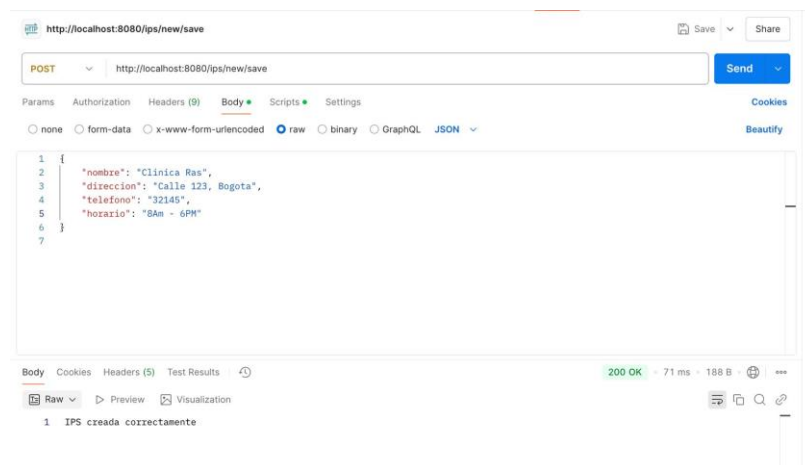 HTTP http://localhost:8080/ips/new/save Save Share
POST http://localhost:8080/ips/new/save Send
Params Authorization Headers (9) Body Scripts Settings Cookies
none form-data x-www-form-urlencoded raw binary GraphQL JSON Beautify
1 {
2 "nombre": "Clinica Ras",
3 "direccion": "Calle 123, Bogota",
4 "telefono": "32145",
5 "horario": "8Am - 6PM"
6 }
7
Body Cookies Headers (5) Test Results 200 OK 71 ms 188 B
Raw Preview Visualization
1 IPS creada correctamente